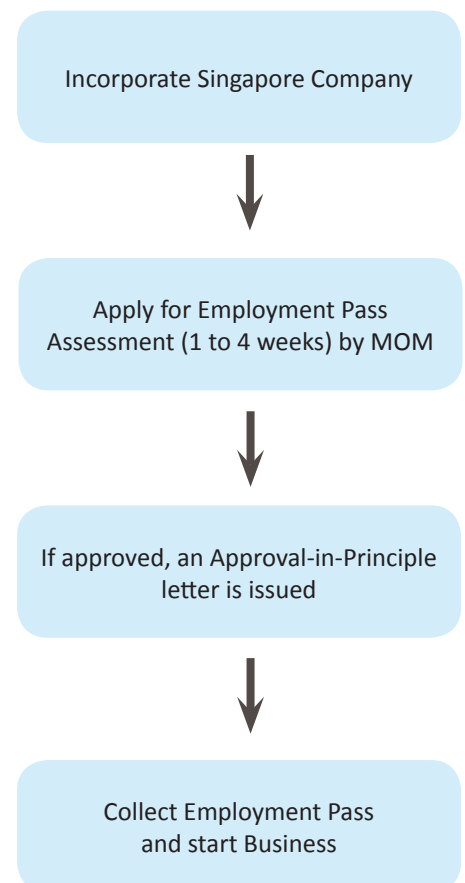 Incorporate Singapore Company
Apply for Employment Pass
Assessment (1 to 4 weeks) by MOM
If approved, an Approval-in-Principle
letter is issued
Collect Employment Pass
and start Business